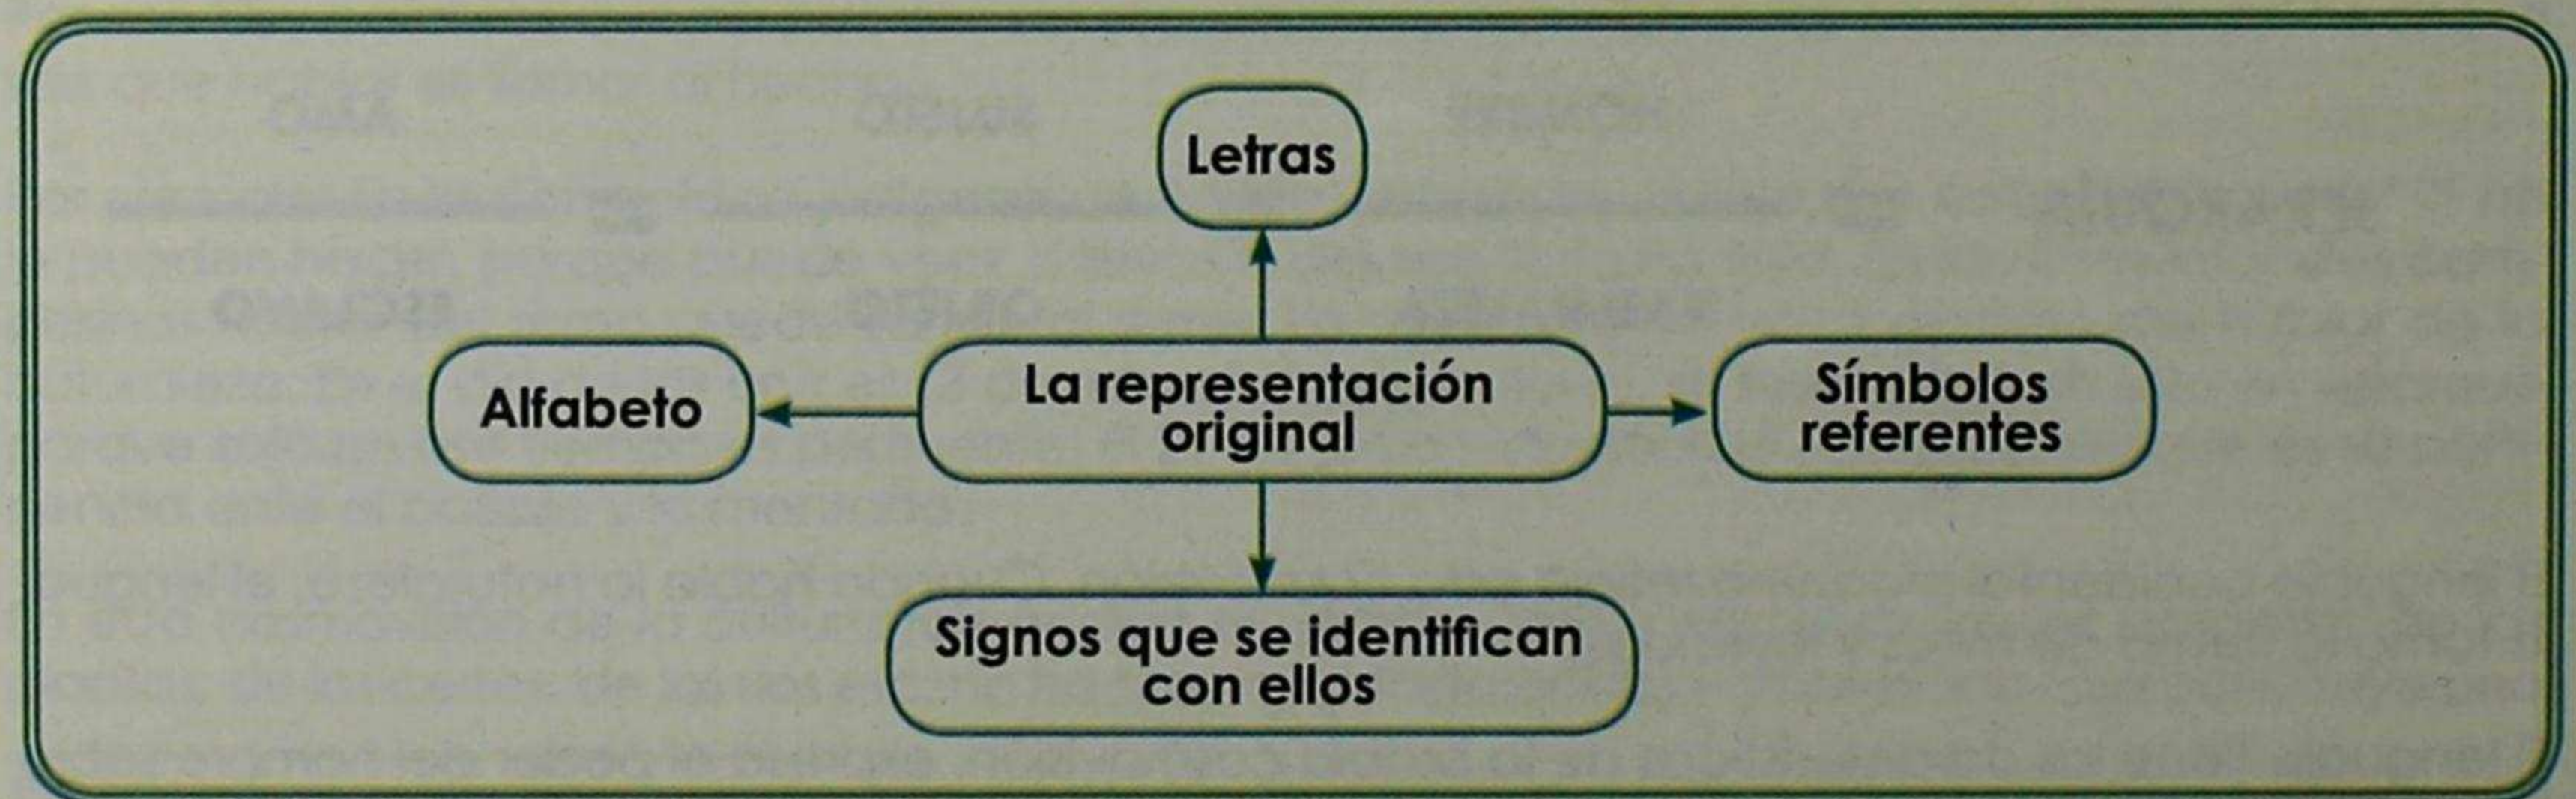 Letras
Alfabeto
La representación
original
Símbolos
referentes
Signos que se identifican
con ellos